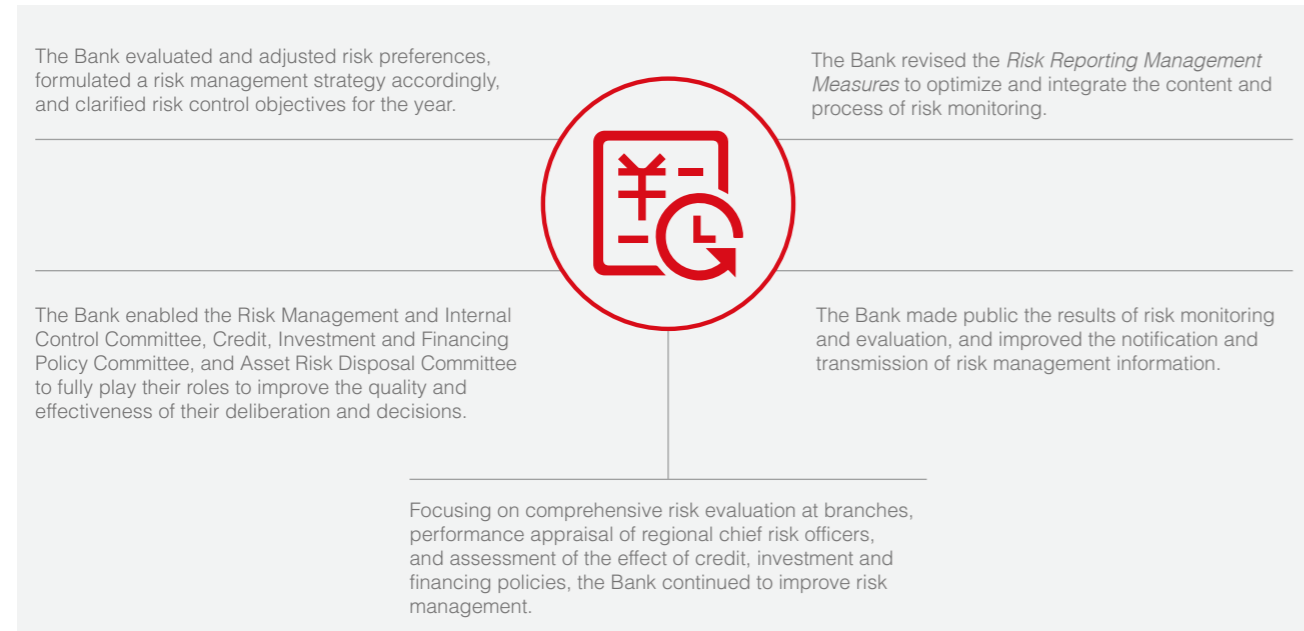 The Bank evaluated and adjusted risk preferences,
formulated a risk management strategy accordingly,
and clarified risk control objectives for the year.
The Bank revised the Risk Reporting Management
Measures to optimize and integrate the content and
process of risk monitoring.
¥
The Bank enabled the Risk Management and Internal
Control Committee, Credit, Investment and Financing
Policy Committee, and Asset Risk Disposal Committee
to fully play their roles to improve the quality and
effectiveness of their deliberation and decisions.
The Bank made public the results of risk monitoring
and evaluation, and improved the notification and
transmission of risk management information.
Focusing on comprehensive risk evaluation at branches,
performance appraisal of regional chief risk officers,
and assessment of the effect of credit, investment and
financing policies, the Bank continued to improve risk
management.